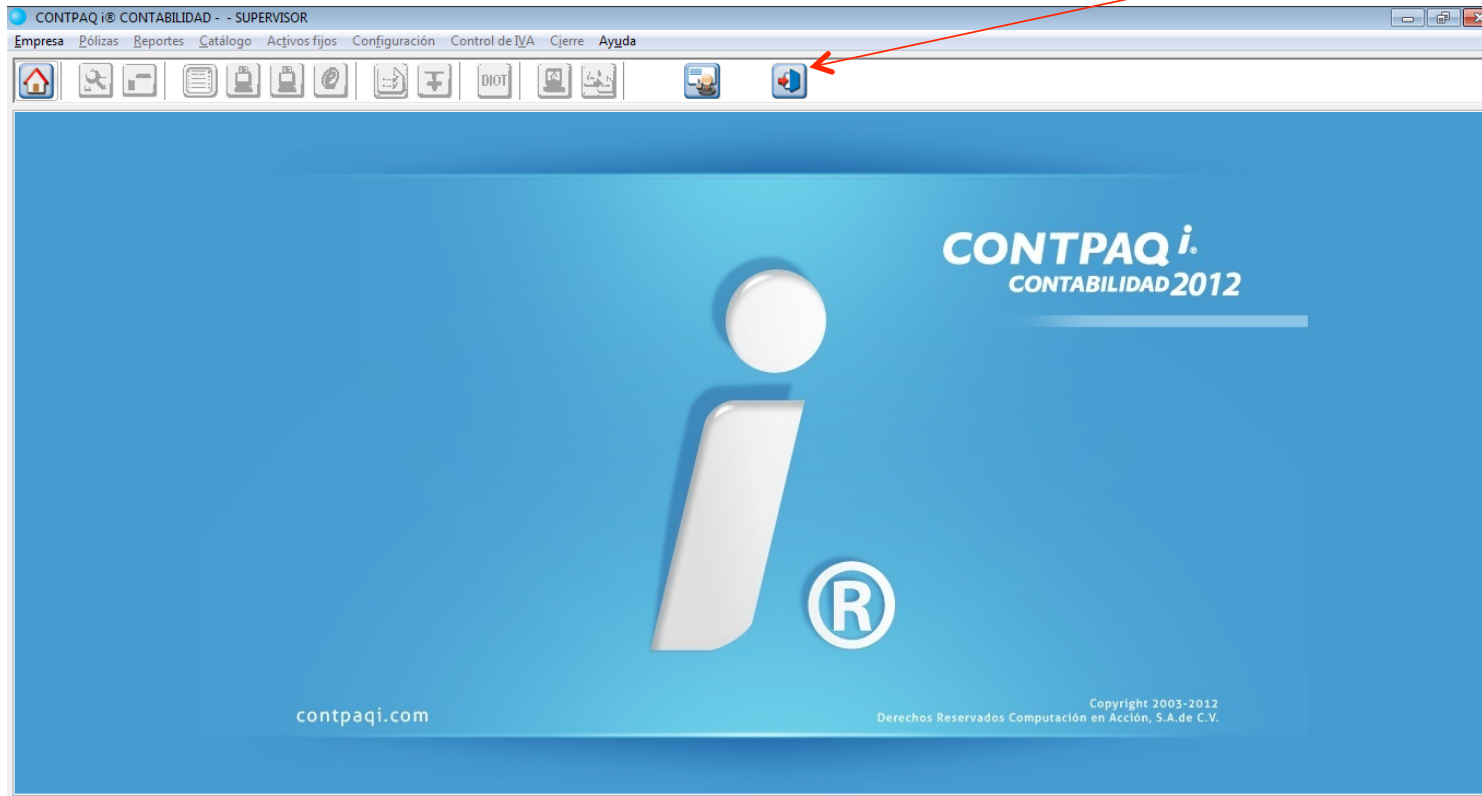 CONTPAQ i® CONTABILIDAD - - SUPERVISOR
Empresa Pólizas Reportes Catálogo Activos fijos Configuración Control de IVA Cierre Ayuda
DIOT
CONTPAQ i®
CONTABILIDAD 2012
i®
contpaqi.com
Copyright 2003-2012
Derechos Reservados Computación en Acción, S.A.de C.V.